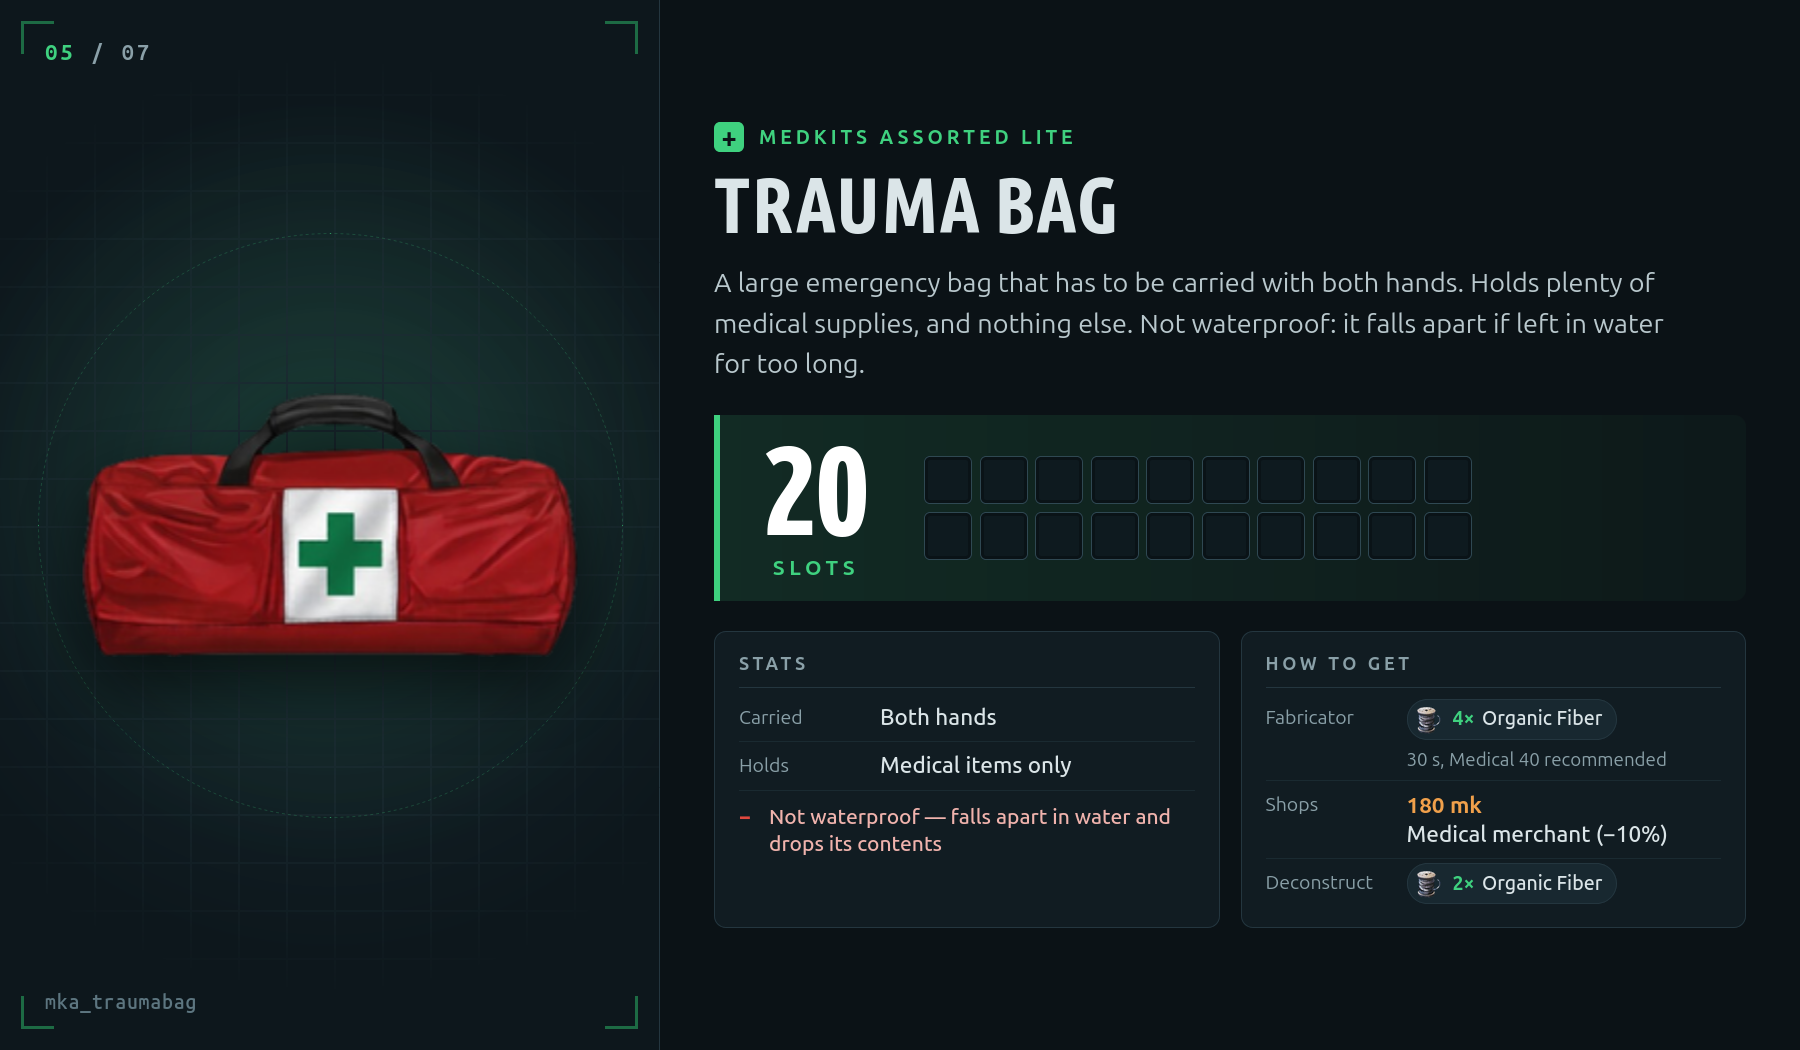 05 / 07
mka_traumabag
MEDKITS ASSORTED LITE
TRAUMA BAG
A large emergency bag that has to be carried with both hands. Holds plenty of
medical supplies, and nothing else. Not waterproof: it falls apart if left in water
for too long.
20
SLOTS
STATS
Carried Both hands
Holds Medical items only
– Not waterproof — falls apart in water and
drops its contents
HOW TO GET
Fabricator 4× Organic Fiber
30 s, Medical 40 recommended
Shops 180 mk
Medical merchant (−10%)
Deconstruct 2× Organic Fiber